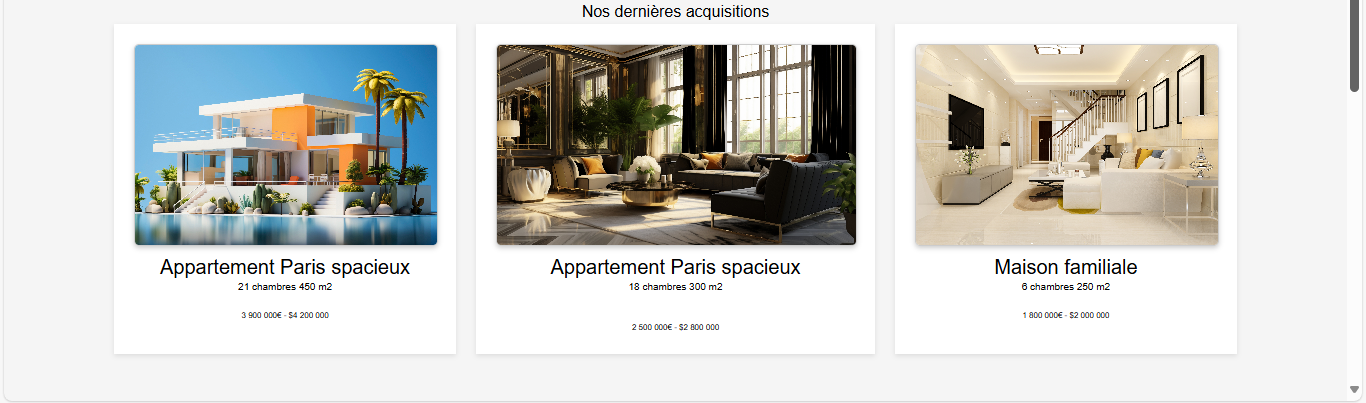 Nos dernières acquisitions
Appartement Paris spacieux
21 chambres 450 m2
3 900 000€ - $4 200 000
Appartement Paris spacieux
18 chambres 300 m2
2 500 000€ - $2 800 000
Maison familiale
6 chambres 250 m2
1 800 000€ - $2 000 000